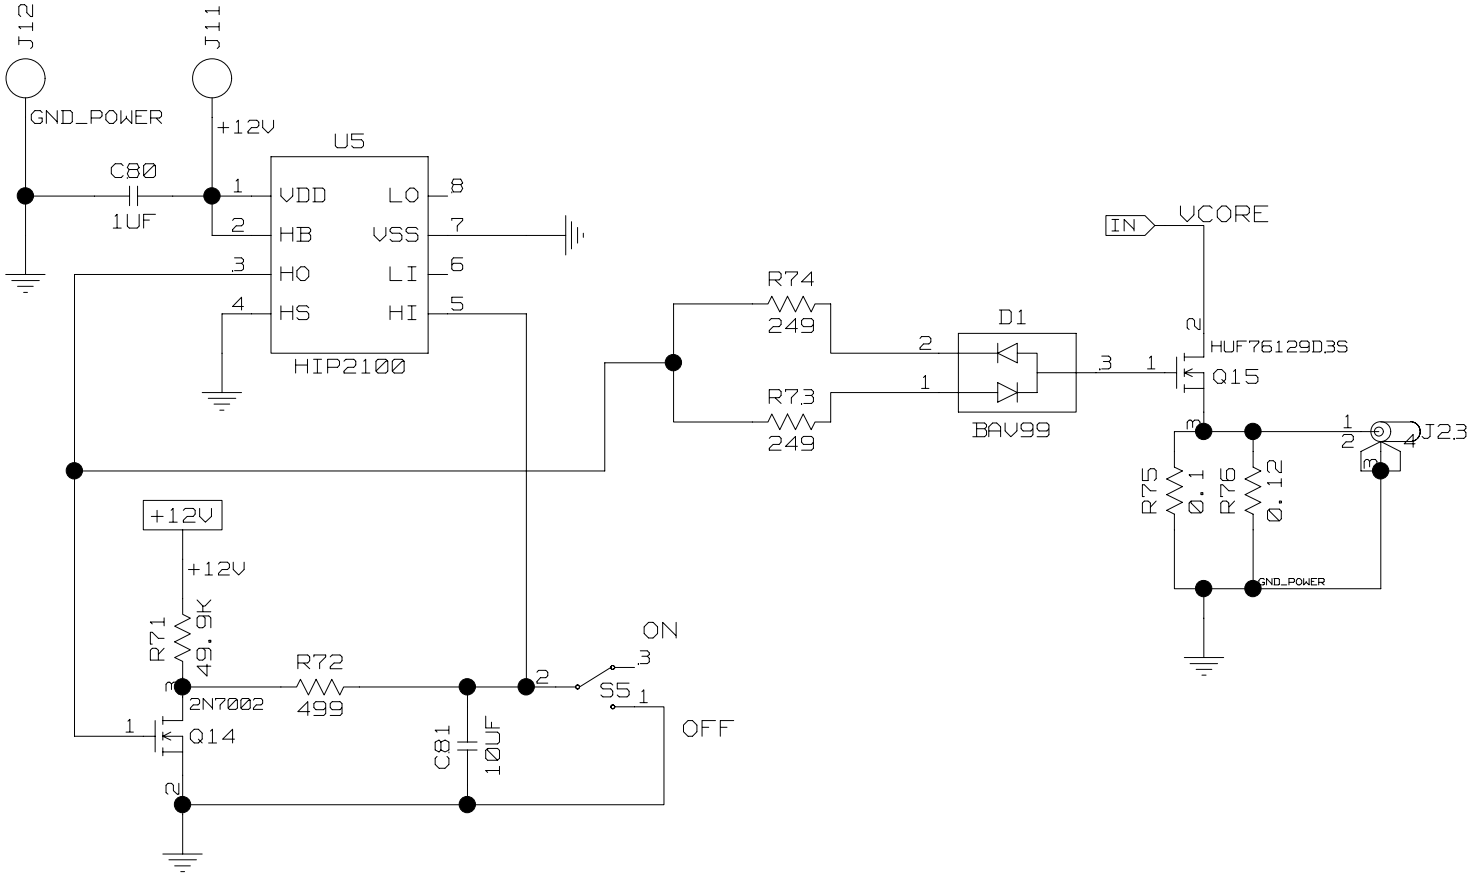 J12
J11
GND_POWER
+12V
U5
C80
1UF
1
VDD
LO
8
2
HB
VSS
7
3
HO
LI
6
4
HS
HI
5
HIP2100
VCORE
IN
R74
249
2
D1
3
1
R73
249
BAV99
2
HUF76129D3S
1
Q15
3
1
2
4
J23
3
R75
0.1
R76
0.12
GND_POWER
+12V
+12V
R71
49.9K
3
2N7002
1
Q14
2
R72
499
C81
10UF
2
ON
3
S5
1
OFF